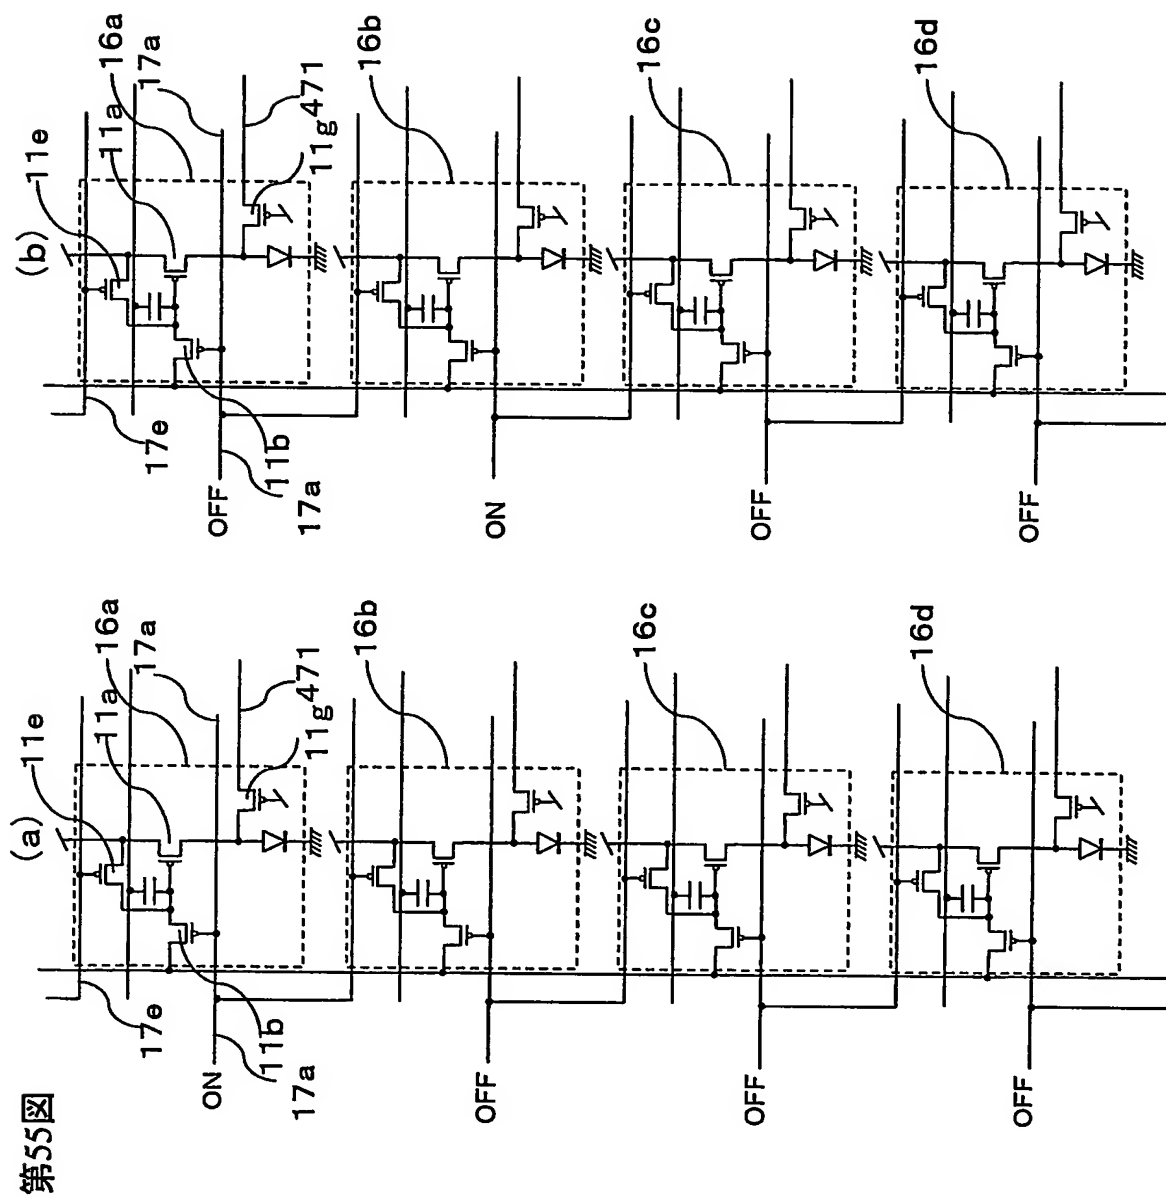 第55図
(a)
11e
11a
16a
17a
471
11g
17e
11b
17a
ON
16b
OFF
16c
OFF
16d
OFF
(b)
11e
11a
16a
17a
471
11g
17e
11b
17a
OFF
16b
ON
16c
OFF
16d
OFF